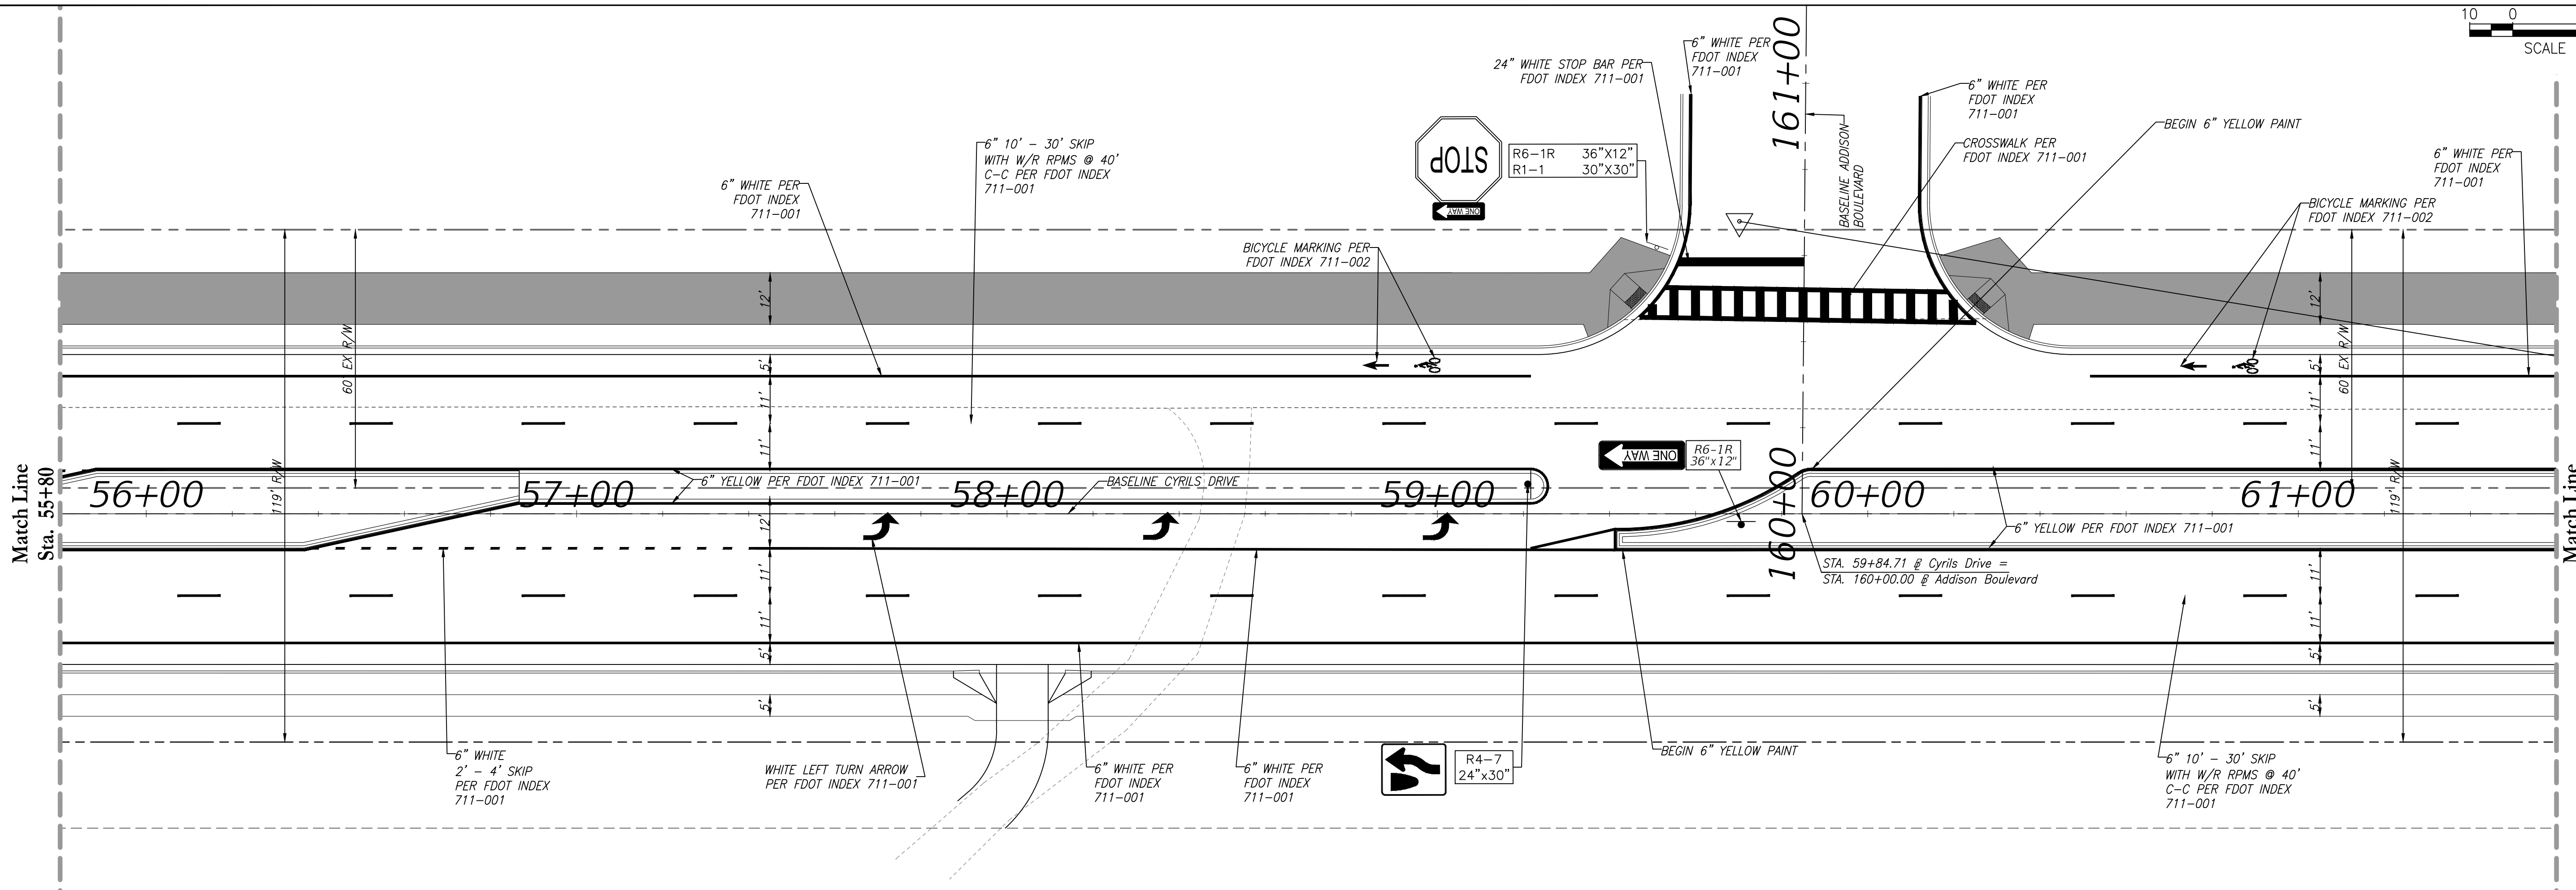 10 0
SCALE
161+00
6" WHITE PER
FDOT INDEX
711-001
24" WHITE STOP BAR PER
FDOT INDEX 711-001
6" WHITE PER
FDOT INDEX
711-001
BASELINE ADDISON
BOULEVARD
BEGIN 6" YELLOW PAINT
CROSSWALK PER
FDOT INDEX 711-001
6" WHITE PER
FDOT INDEX
711-001
6" 10' - 30' SKIP
WITH W/R RPMS @ 40'
C-C PER FDOT INDEX
711-001
STOP
ONE WAY
R6-1R 36"X12"
R1-1 30"X30"
6" WHITE PER
FDOT INDEX
711-001
BICYCLE MARKING PER
FDOT INDEX 711-002
BICYCLE MARKING PER
FDOT INDEX 711-002
12'
12'
60' EX R/W
60' EX R/W
5'
5'
11'
11'
11'
11'
119' R/W
119' R/W
ONE WAY
R6-1R
36"x12"
Match Line
Sta. 55+80
56+00
57+00
6" YELLOW PER FDOT INDEX 711-001
58+00
BASELINE CYRILS DRIVE
59+00
160+00
60+00
61+00
Match Line
12'
6" YELLOW PER FDOT INDEX 711-001
STA. 59+84.71 @ Cyrils Drive =
STA. 160+00.00 @ Addison Boulevard
11'
11'
11'
11'
5'
5'
5'
5'
6" WHITE
2' - 4' SKIP
PER FDOT INDEX
711-001
WHITE LEFT TURN ARROW
PER FDOT INDEX 711-001
6" WHITE PER
FDOT INDEX
711-001
6" WHITE PER
FDOT INDEX
711-001
R4-7
24"x30"
BEGIN 6" YELLOW PAINT
6" 10' - 30' SKIP
WITH W/R RPMS @ 40'
C-C PER FDOT INDEX
711-001